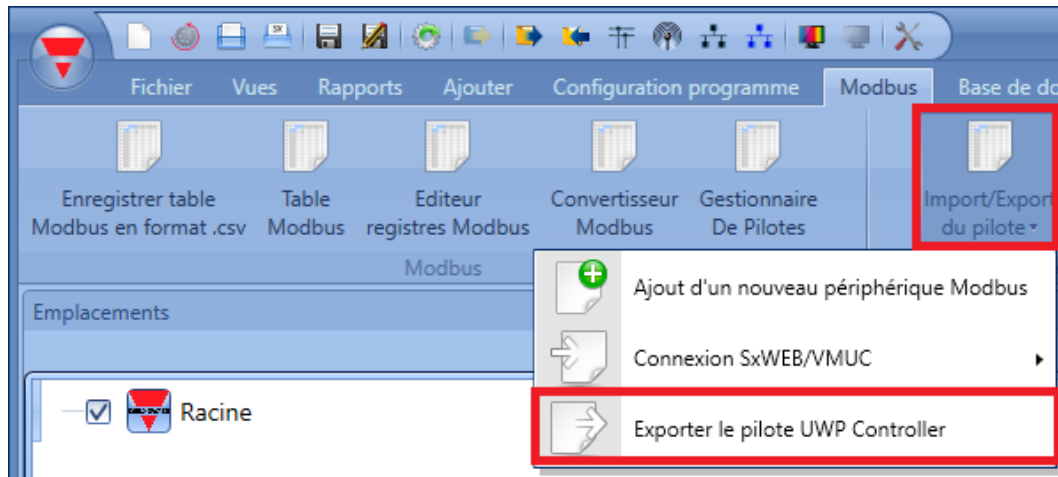 Fichier Vues Rapports Ajouter Configuration programme Modbus Base de do
Enregistrer table Table Editeur Convertisseur Gestionnaire Import/Export
Modbus en format .csv Modbus registres Modbus Modbus De Pilotes du pilote
Modbus
Emplacements
Ajout d'un nouveau périphérique Modbus
Connexion SxWEB/VMUC
Racine
Exporter le pilote UWP Controller